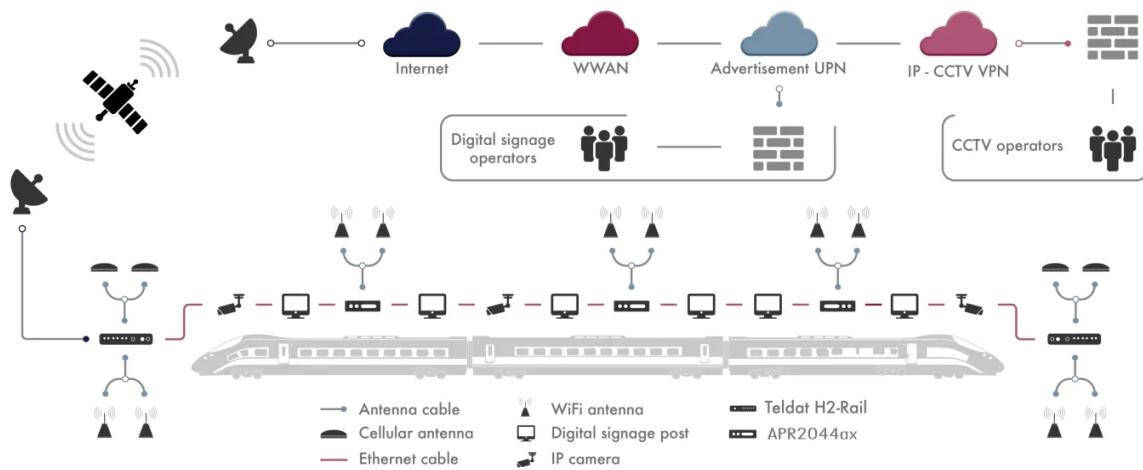 Internet
WWAN
Advertisement UPN
IP - CCTV VPN
Digital signage
operators
CCTV operators
Antenna cable
WiFi antenna
Teldat H2-Rail
Cellular antenna
Digital signage post
APR2044ax
Ethernet cable
IP camera